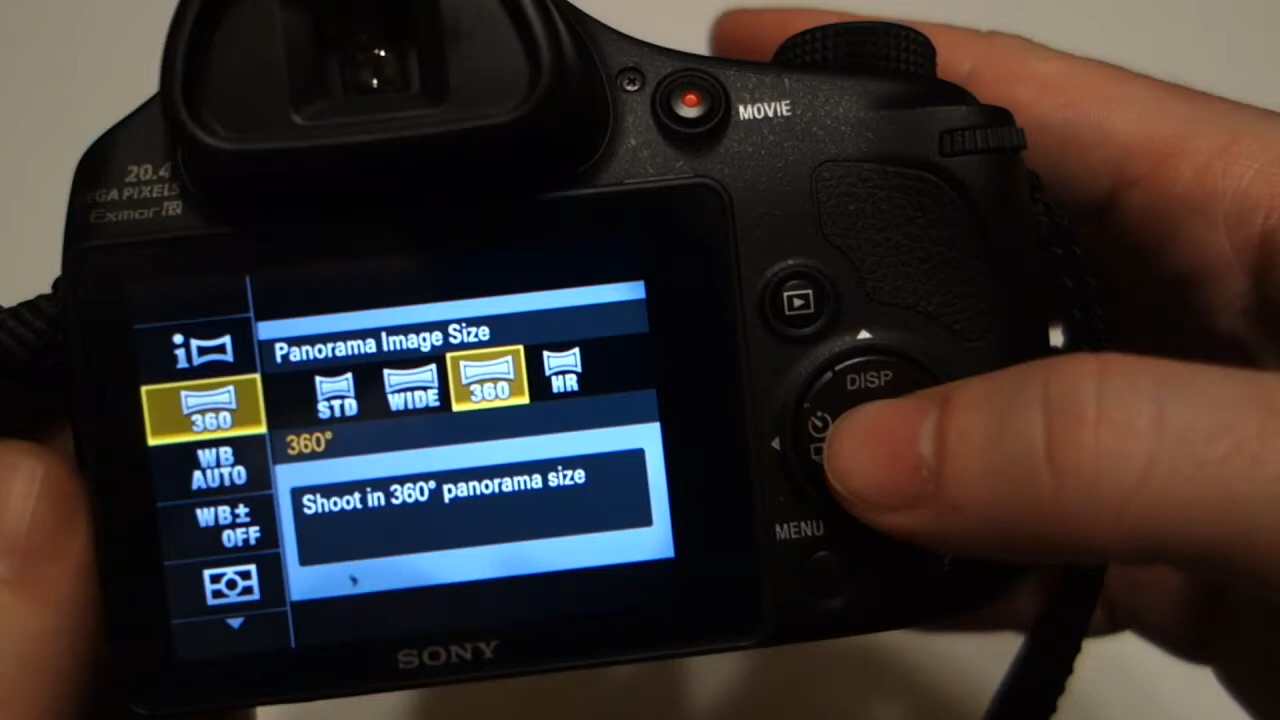 MOVIE
20.4
GA PIXELS
Exmor R
Panorama Image Size
i
STD
WIDE
360
HR
360
360°
WB
AUTO
Shoot in 360° panorama size
WB±
OFF
DISP
MENU
SONY